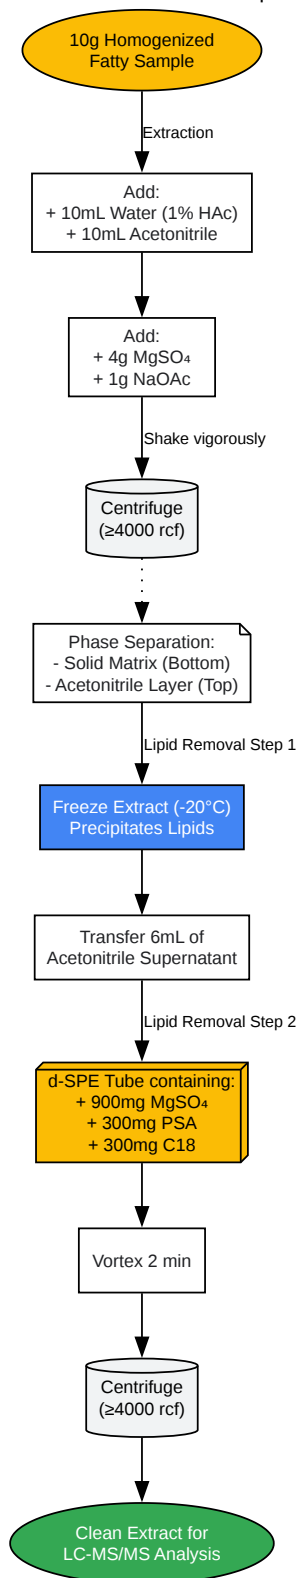 10g Homogenized
Fatty Sample
Extraction
Add:
+ 10mL Water (1% HAc)
+ 10mL Acetonitrile
Add:
+ 4g MgSO₄
+ 1g NaOAc
Shake vigorously
Centrifuge
(≥4000 rcf)
Phase Separation:
- Solid Matrix (Bottom)
- Acetonitrile Layer (Top)
Lipid Removal Step 1
Freeze Extract (-20°C)
Precipitates Lipids
Transfer 6mL of
Acetonitrile Supernatant
Lipid Removal Step 2
d-SPE Tube containing:
+ 900mg MgSO₄
+ 300mg PSA
+ 300mg C18
Vortex 2 min
Centrifuge
(≥4000 rcf)
Clean Extract for
LC-MS/MS Analysis